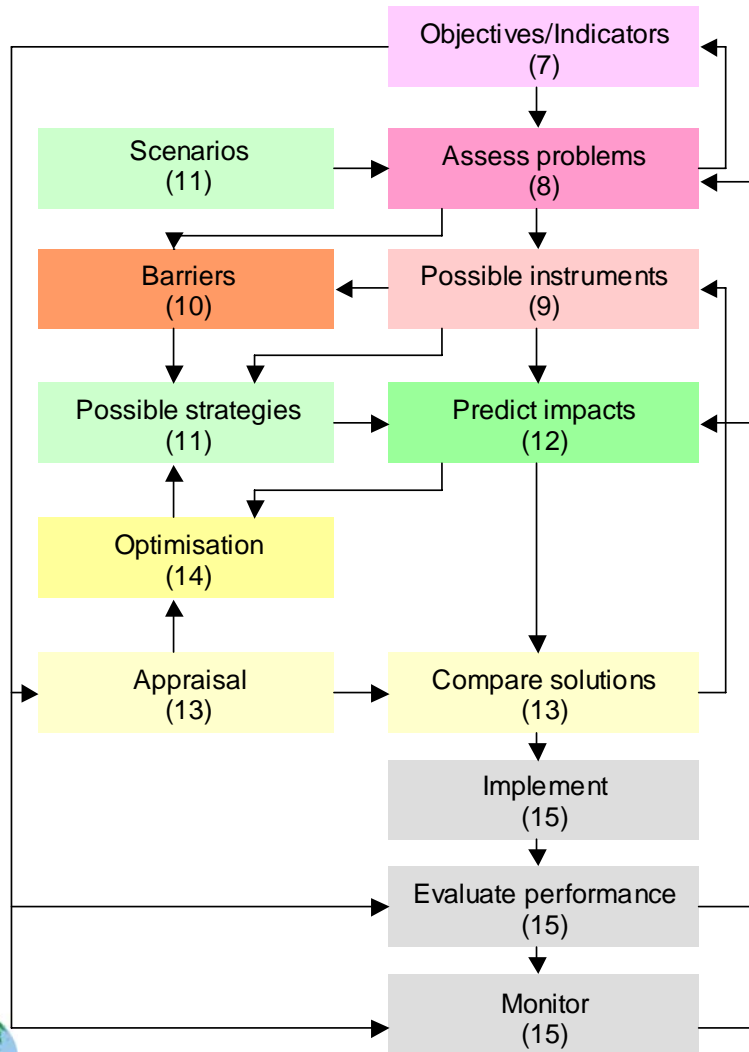 Objectives/Indicators
(7)
Scenarios
(11)
Assess problems
(8)
Barriers
(10)
Possible instruments
(9)
Possible strategies
(11)
Predict impacts
(12)
Optimisation
(14)
Appraisal
(13)
Compare solutions
(13)
Implement
(15)
Evaluate performance
(15)
Monitor
(15)